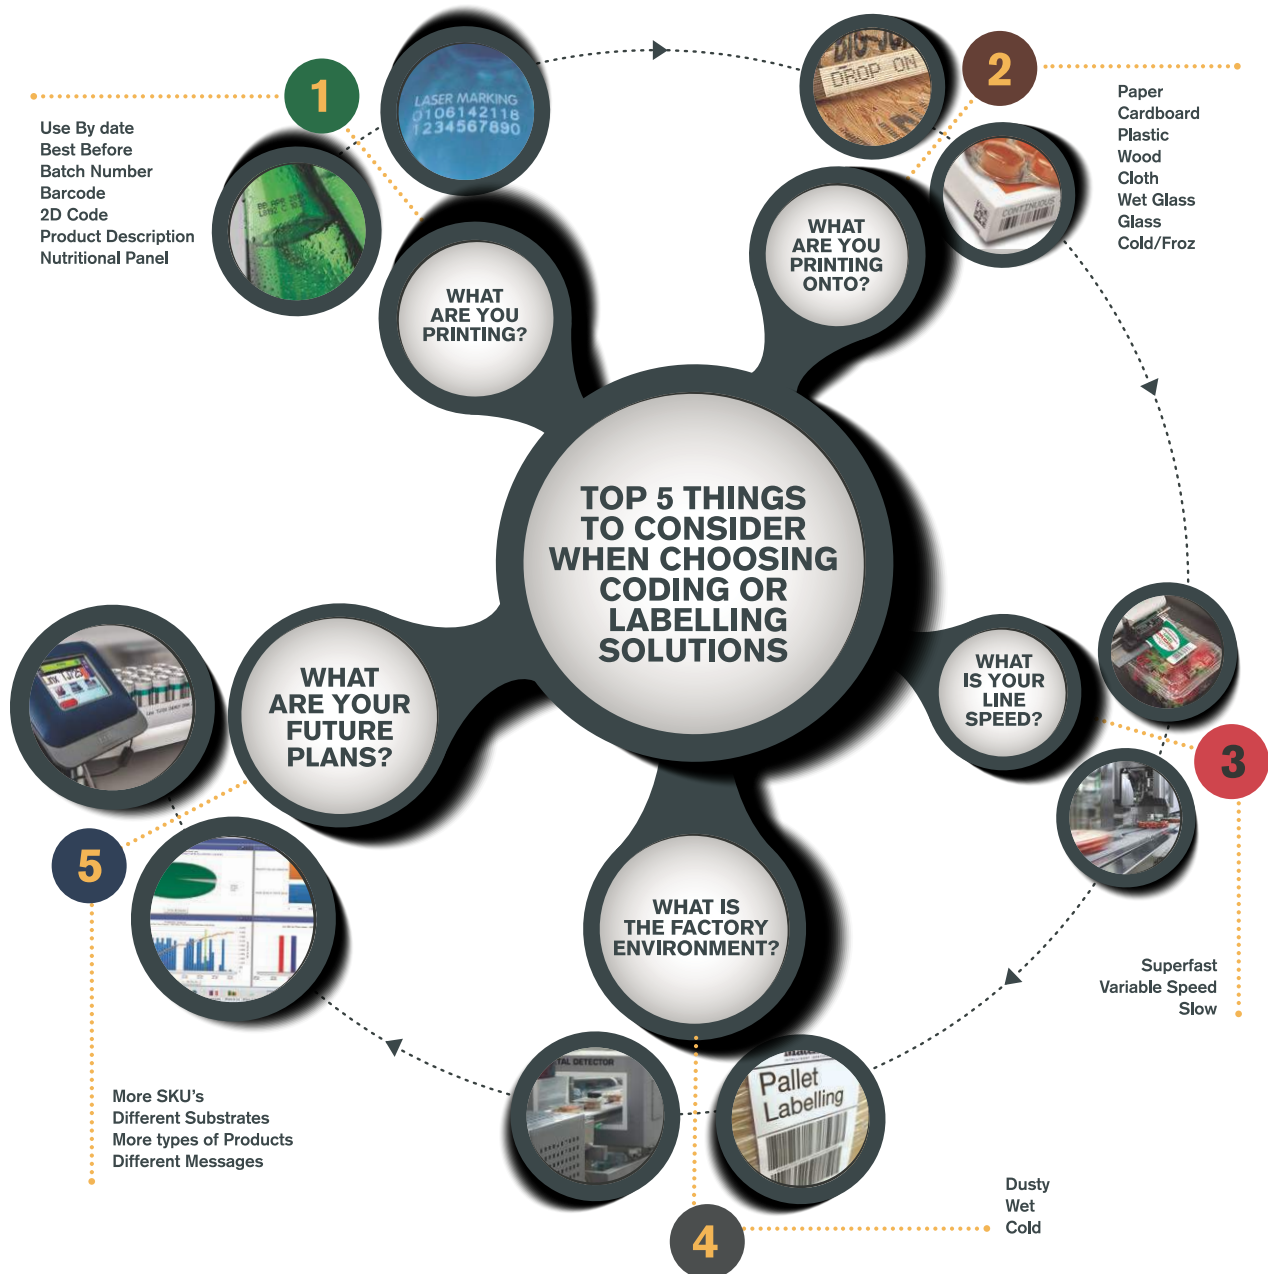 TOP 5 THINGS
TO CONSIDER
WHEN CHOOSING
CODING OR
LABELLING
SOLUTIONS
1
Use By date
Best Before
Batch Number
Barcode
2D Code
Product Description
Nutritional Panel
LASER MARKING
0106142118
1234567890
WHAT
ARE YOU
PRINTING?
2
Paper
Cardboard
Plastic
Wood
Cloth
Wet Glass
Glass
Cold/Froz
DROP ON
CONTINUOUS
WHAT
ARE YOU
PRINTING
ONTO?
3
WHAT
IS YOUR
LINE
SPEED?
Superfast
Variable Speed
Slow
4
WHAT IS
THE FACTORY
ENVIRONMENT?
TAL DETECTOR
Pallet
Labelling
Dusty
Wet
Cold
5
WHAT
ARE YOUR
FUTURE
PLANS?
More SKU's
Different Substrates
More types of Products
Different Messages